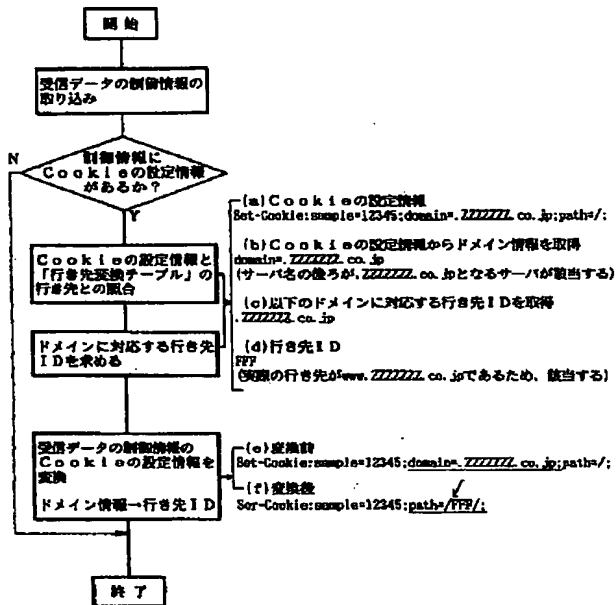 開始
受信データの制御情報の
取り込み
N
制御情報に
Cookieの設定情報
があるか？
Y
Cookieの設定情報と
「行き先変換テーブル」の
行き先との照合
ドメインに対応する行き先
IDを求める
(a)Cookieの設定情報
Set-Cookie:sample=12345;domain=.ZZZZZZZ.co.jp;path=/;
(b)Cookieの設定情報からドメイン情報を取得
domain=.ZZZZZZZ.co.jp
(サーバ名の後ろが.ZZZZZZZ.co.jpとなるサーバが該当する)
(c)以下のドメインに対応する行き先IDを取得
.ZZZZZZZ.co.jp
(d)行き先ID
FFF
(実際の行き先がwww.ZZZZZZZ.co.jpであるため、該当する)
受信データの制御情報の
Cookieの設定情報を
変換
ドメイン情報→行き先ID
(e)変換前
Set-Cookie:sample=12345;domain=.ZZZZZZZ.co.jp;path=/;
(f)変換後
Ser-Cookie:sample=12345;path=/FFF/;
終了